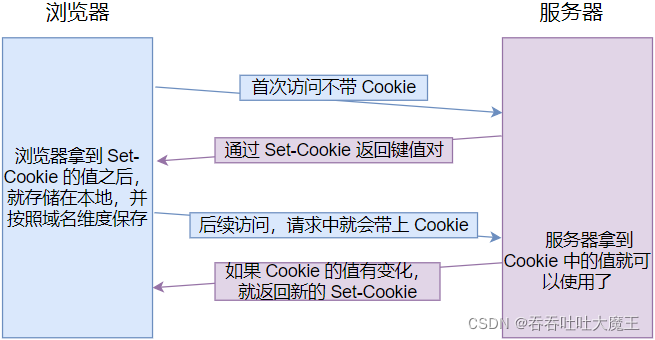 浏览器
服务器
首次访问不带 Cookie
通过 Set-Cookie 返回键值对
浏览器拿到 Set-
Cookie 的值之后，
就存储在本地，并
按照域名维度保存
后续访问，请求中就会带上 Cookie
服务器拿到
Cookie 中的值就可
以使用了
如果 Cookie 的值有变化，
就返回新的 Set-Cookie
CSDN @吞吞吐吐大魔王